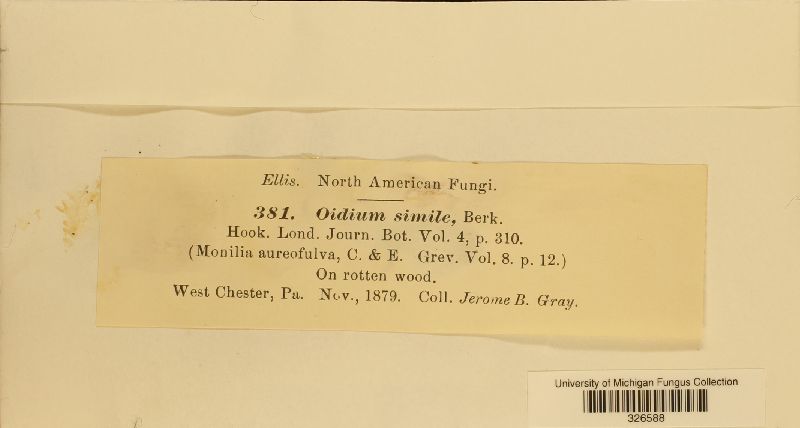 Ellis. North American Fungi.
381. Oidium simile, Berk.
Hook. Lond. Journ. Bot. Vol. 4, p. 310.
(Monilia aureofulva, C. & E. Grev. Vol. 8. p. 12.)
On rotten wood.
West Chester, Pa. Nov., 1879. Coll. Jerome B. Gray.
University of Michigan Fungus Collection
326588